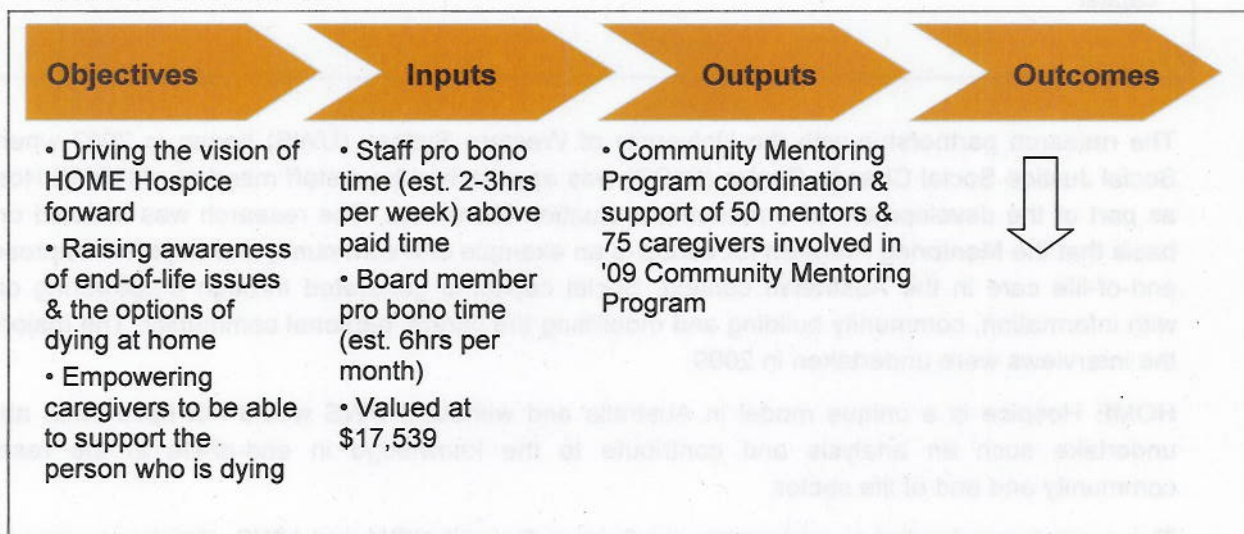 Objectives
Inputs
Outputs
Outcomes
• Driving the vision of
HOME Hospice
forward
• Raising awareness
of end-of-life issues
& the options of
dying at home
• Empowering
caregivers to be able
to support the
person who is dying
• Staff pro bono
time (est. 2-3hrs
per week) above
paid time
• Board member
pro bono time
(est. 6hrs per
month)
• Valued at
$17,539
• Community Mentoring
Program coordination &
support of 50 mentors &
75 caregivers involved in
'09 Community Mentoring
Program